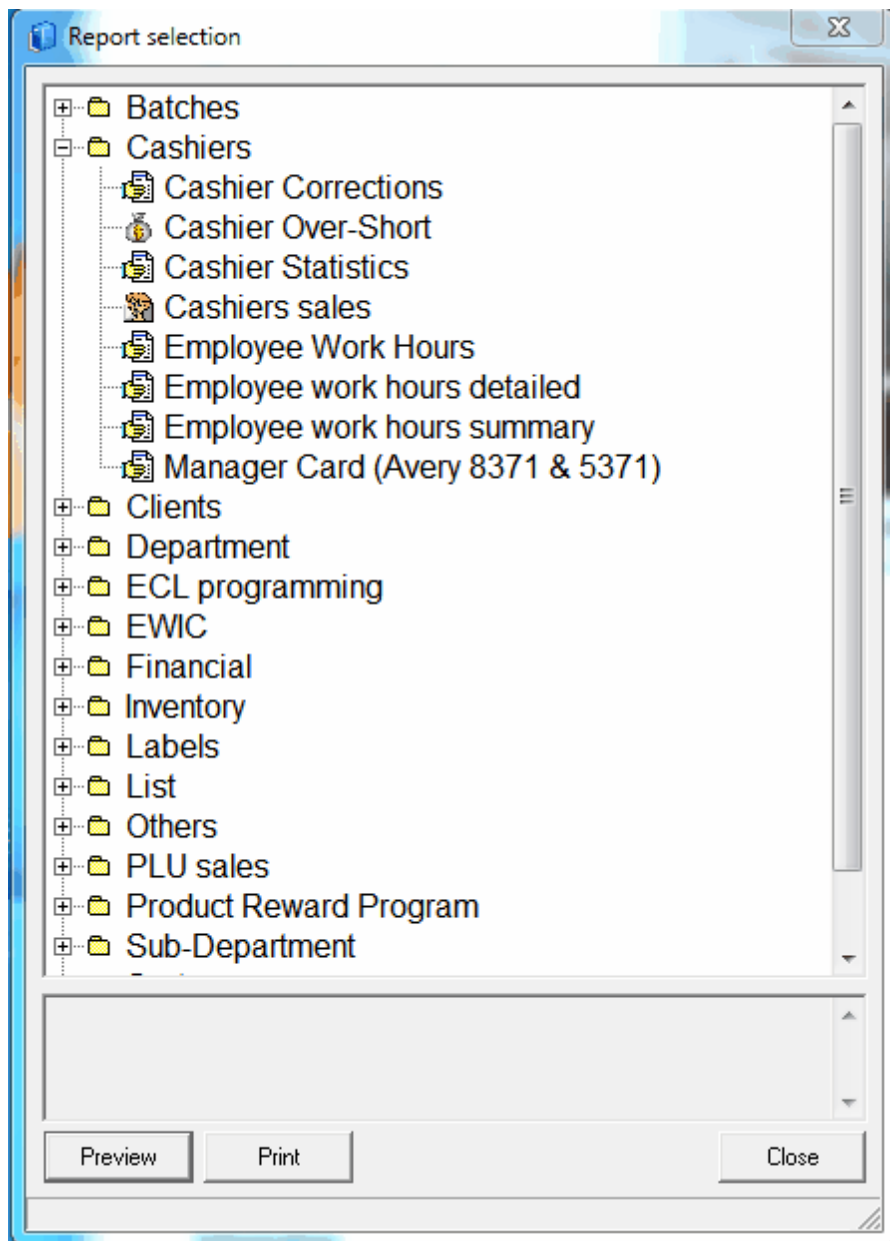 Report selection
Batches
Cashiers
Cashier Corrections
Cashier Over-Short
Cashier Statistics
Cashiers sales
Employee Work Hours
Employee work hours detailed
Employee work hours summary
Manager Card (Avery 8371 & 5371)
Clients
Department
ECL programming
EWIC
Financial
Inventory
Labels
List
Others
PLU sales
Product Reward Program
Sub-Department
Preview Print Close